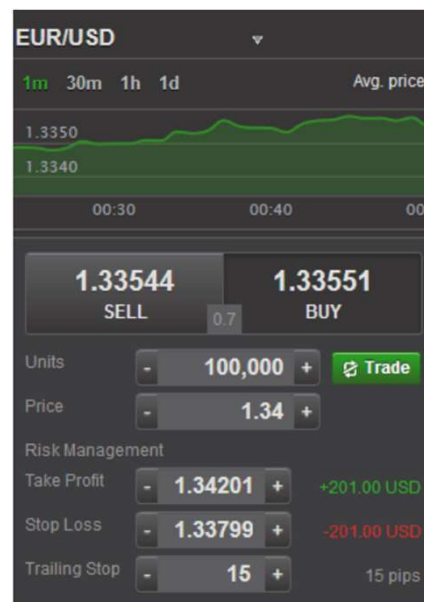 EUR/USD
1m 30m 1h 1d Avg. price
1.3350
1.3340
00:30 00:40 00
1.33544 1.33551
SELL 0.7 BUY
Units - 100,000 + Trade
Price - 1.34 +
Risk Management
Take Profit - 1.34201 + +201.00 USD
Stop Loss - 1.33799 + -201.00 USD
Trailing Stop - 15 + 15 pips